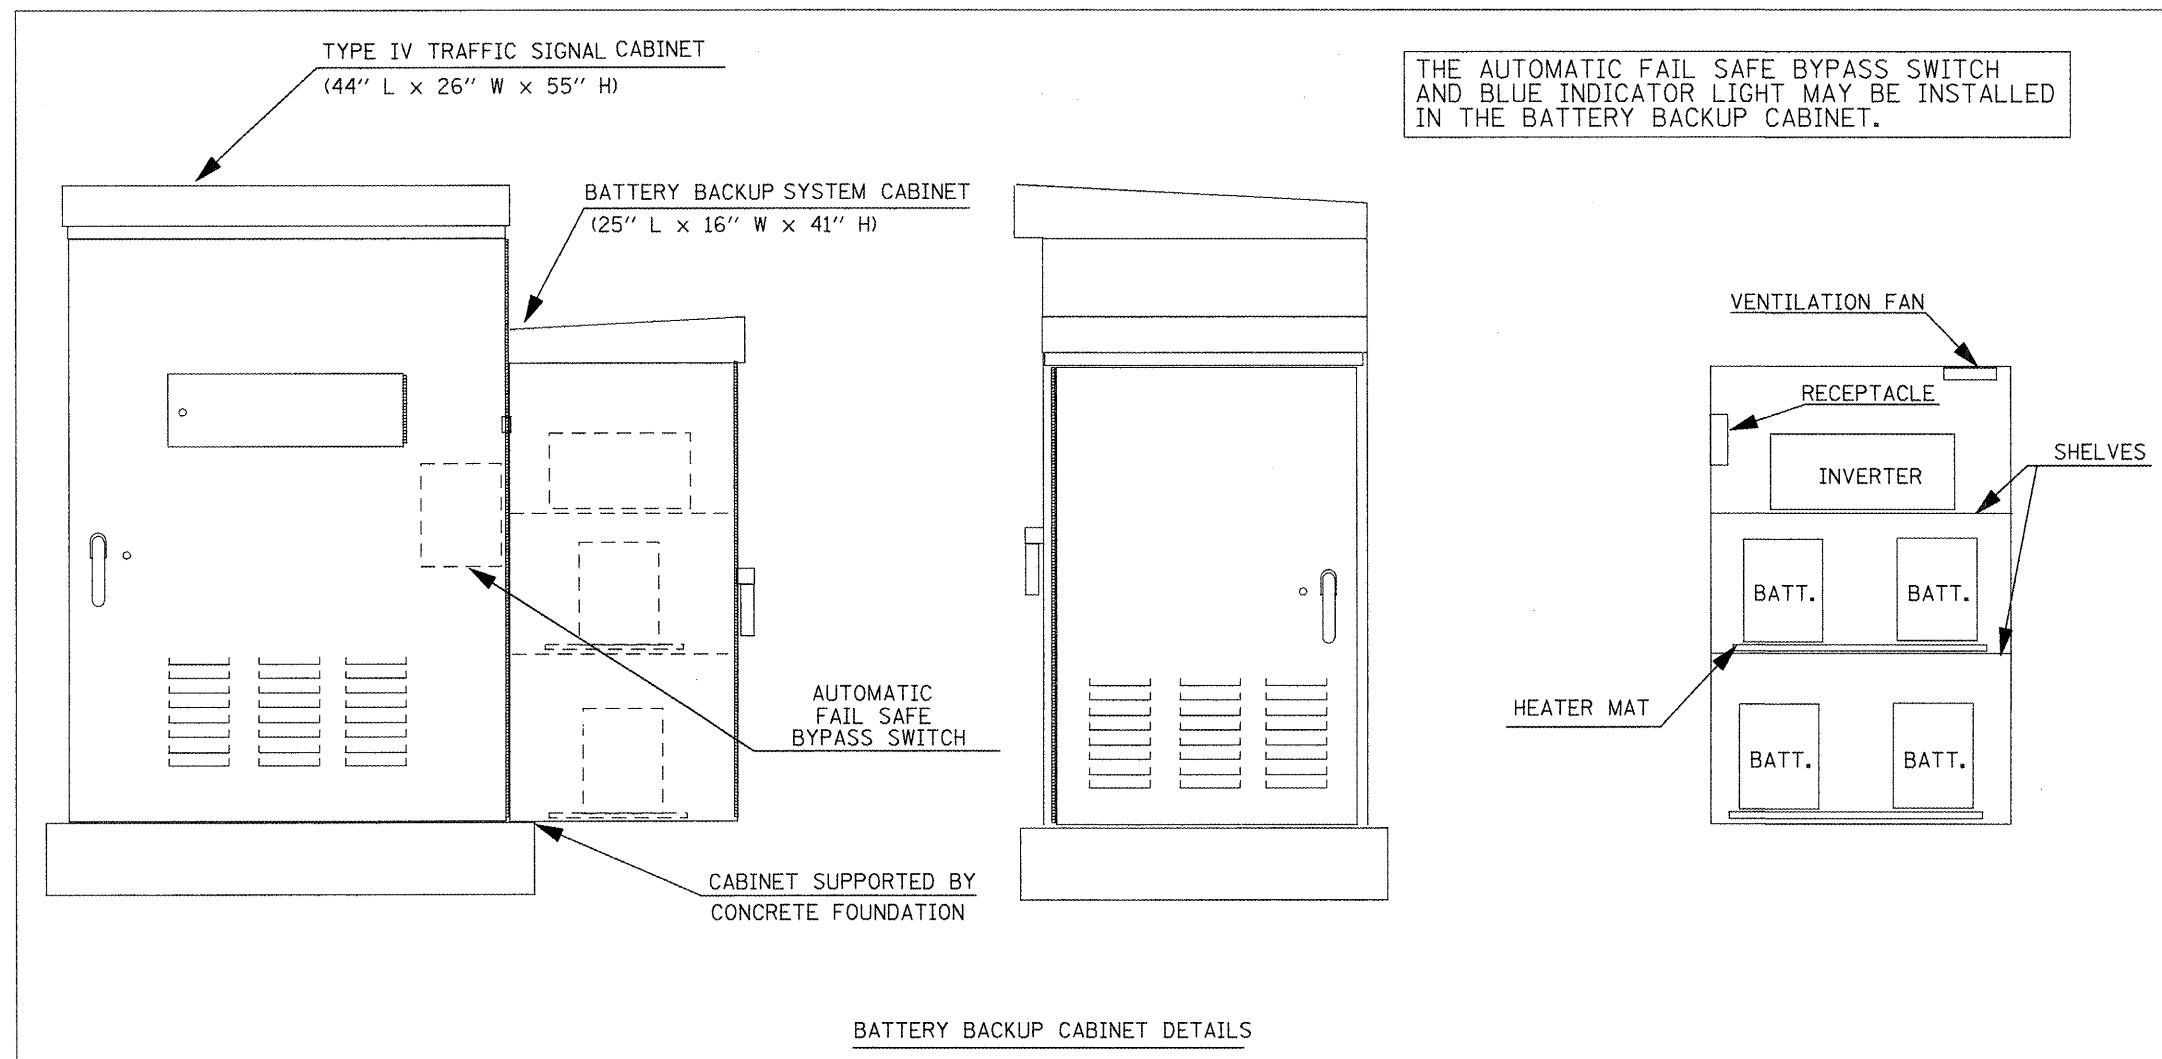 TYPE IV TRAFFIC SIGNAL CABINET
(44" L x 26" W x 55" H)
THE AUTOMATIC FAIL SAFE BYPASS SWITCH
AND BLUE INDICATOR LIGHT MAY BE INSTALLED
IN THE BATTERY BACKUP CABINET.
BATTERY BACKUP SYSTEM CABINET
(25" L x 16" W x 41" H)
VENTILATION FAN
RECEPTACLE
SHELVES
INVERTER
BATT.
BATT.
HEATER MAT
BATT.
BATT.
AUTOMATIC
FAIL SAFE
BYPASS SWITCH
CABINET SUPPORTED BY
CONCRETE FOUNDATION
BATTERY BACKUP CABINET DETAILS